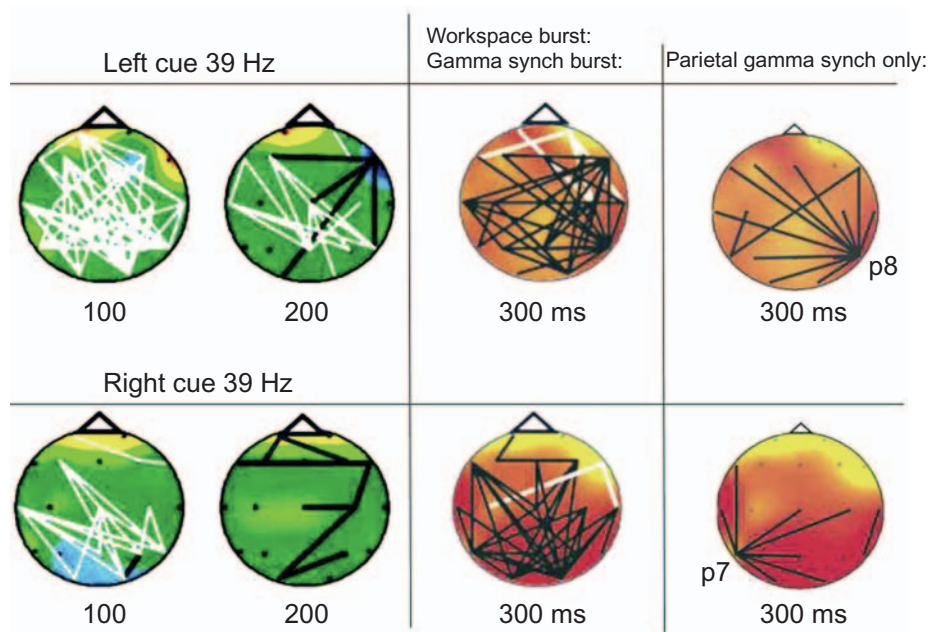 Left cue 39 Hz
Workspace burst:
Gamma synch burst:
Parietal gamma synch only:
p8
100
200
300 ms
300 ms
Right cue 39 Hz
p7
100
200
300 ms
300 ms